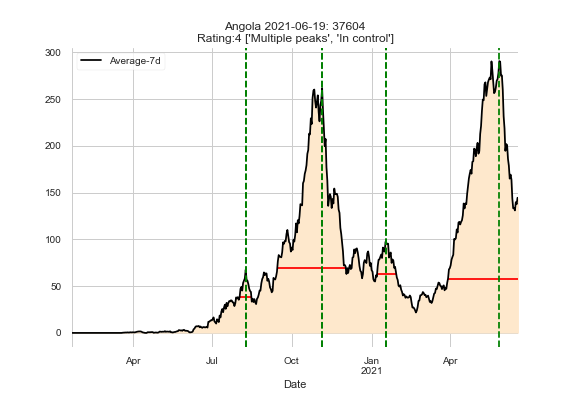 Angola 2021-06-19: 37604
Rating:4 ['Multiple peaks', 'In control']
Average-7d
300
250
200
150
100
50
0
Apr
Jul
Oct
Jan
2021
Apr
Date